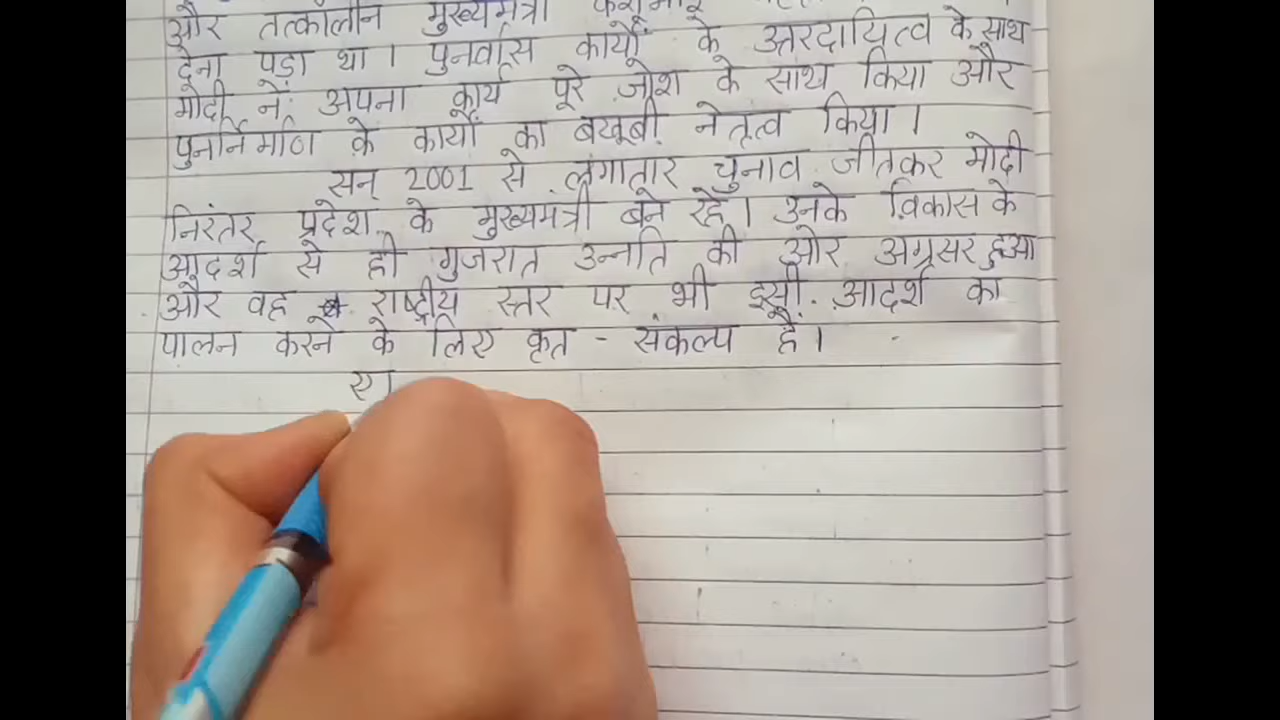 और तत्कालीन मुख्यमंत्री
देना पड़ा था। पुनर्वास कार्यों के उत्तरदायित्व के साथ
मोदी ने अपना कार्य पूरे जोश के साथ किया और
पुनर्निर्माण के कार्यों का बखूबी नेतृत्व किया।
सन् 2001 से लगातार चुनाव जीतकर मोदी
निरंतर प्रदेश के मुख्यमंत्री बने रहे। उनके विकास के
आदर्श से ही गुजरात उन्नति की ओर अग्रसर हुआ
और वह राष्ट्रीय स्तर पर भी इसी आदर्श का
पालन करने के लिए कृत - संकल्प हैं।